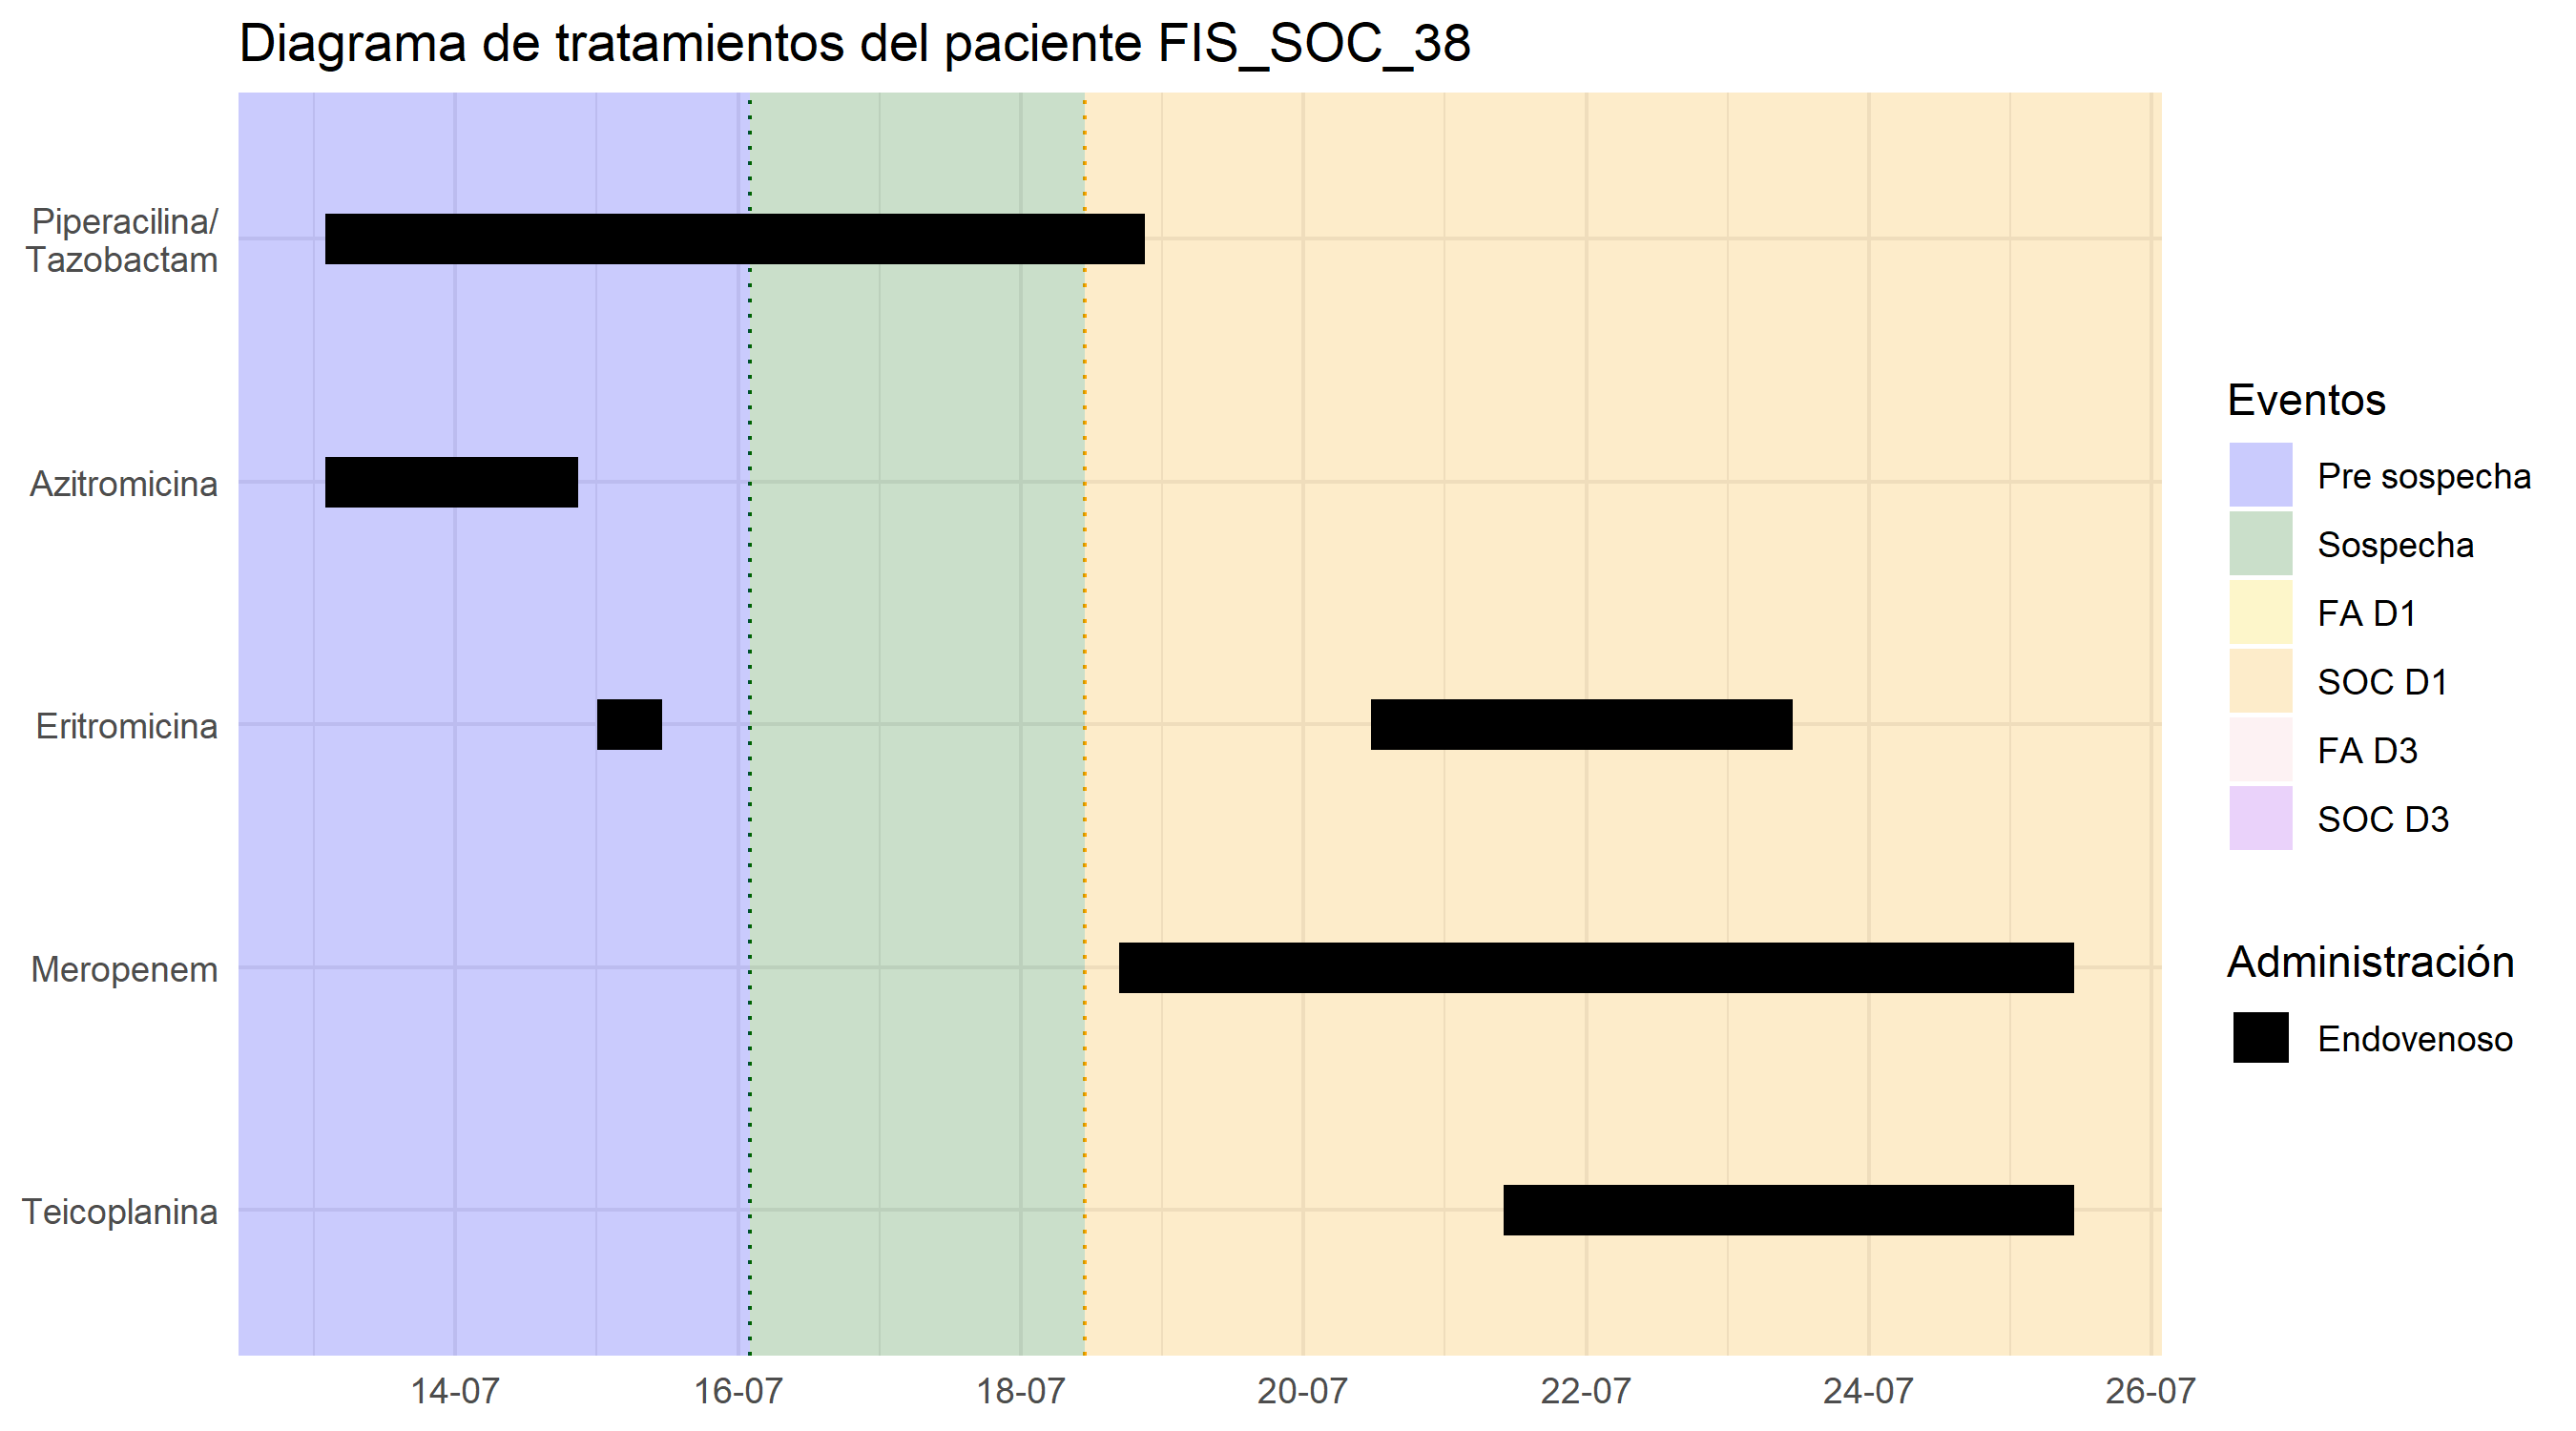 Diagrama de tratamientos del paciente FIS_SOC_38
Piperacilina/
Tazobactam
Azitromicina
Eritromicina
Meropenem
Teicoplanina
14-07
16-07
18-07
20-07
22-07
24-07
26-07
Eventos
Pre sospecha
Sospecha
FA D1
SOC D1
FA D3
SOC D3
Administración
Endovenoso